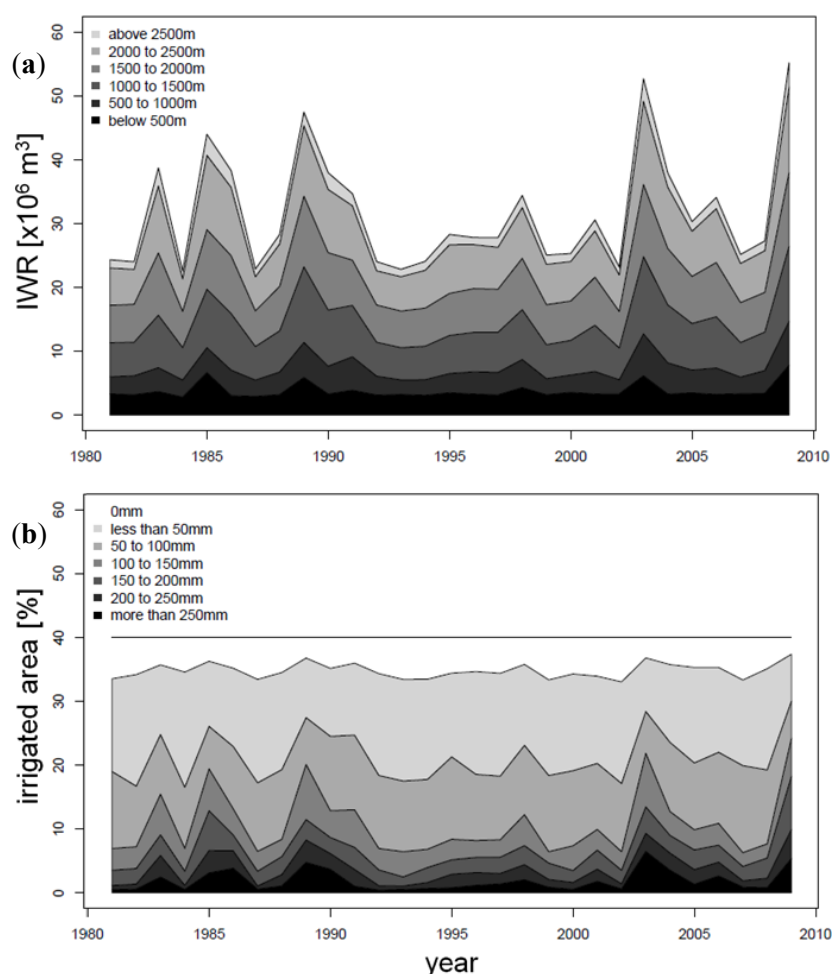 (a)
IWR [x10⁶ m³]
60
50
40
30
20
10
0
above 2500m
2000 to 2500m
1500 to 2000m
1000 to 1500m
500 to 1000m
below 500m
1980 1985 1990 1995 2000 2005 2010
(b)
irrigated area [%]
60
50
40
30
20
10
0
0mm
less than 50mm
50 to 100mm
100 to 150mm
150 to 200mm
200 to 250mm
more than 250mm
1980 1985 1990 1995 2000 2005 2010
year